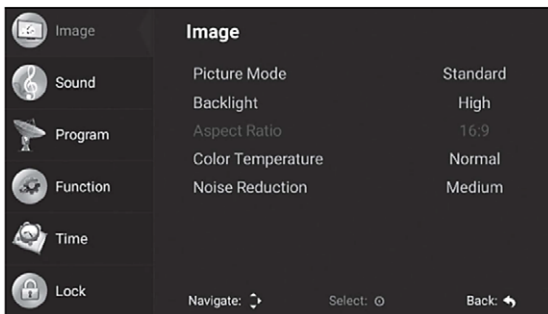 Image
Sound
Program
Function
Time
Lock
Image
Picture Mode Standard
Backlight High
Aspect Ratio 16:9
Color Temperature Normal
Noise Reduction Medium
Navigate: Select: Back: